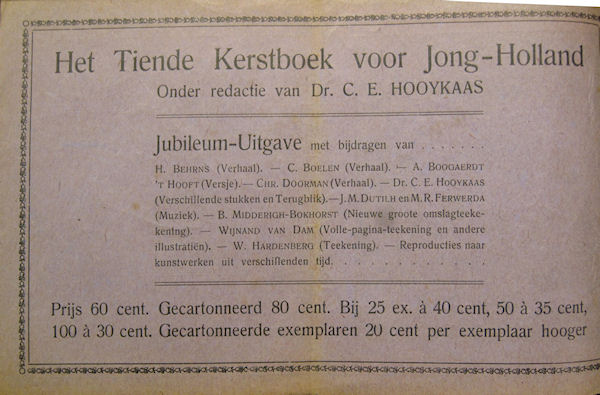 Het Tiende Kerstboek voor Jong-Holland
Onder redactie van Dr. C. E. HOOYKAAS
Jubileum-Uitgave met bijdragen van . . . . . . .
H. BEHRNS (Verhaal). — C. BOELEN (Verhaal). — A. BOOGAERDT
'T HOOFT (Versje). — CHR. DOORMAN (Verhaal). — Dr. C. E. HOOYKAAS
(Verschillende stukken en Terugblik). — J. M. DUTILH en M. R. FERWERDA
(Muziek). — B. MIDDERIGH-BOKHORST (Nieuwe groote omslagteeke-
kening). — WIJNAND VAN DAM (Volle-pagina-teekening en andere
illustratiën). — W. HARDENBERG (Teekening). — Reproducties naar
kunstwerken uit verschillenden tijd. . . . . . . . . . . . .
Prijs 60 cent. Gecartonneerd 80 cent. Bij 25 ex. à 40 cent, 50 à 35 cent,
100 à 30 cent. Gecartonneerde exemplaren 20 cent per exemplaar hooger